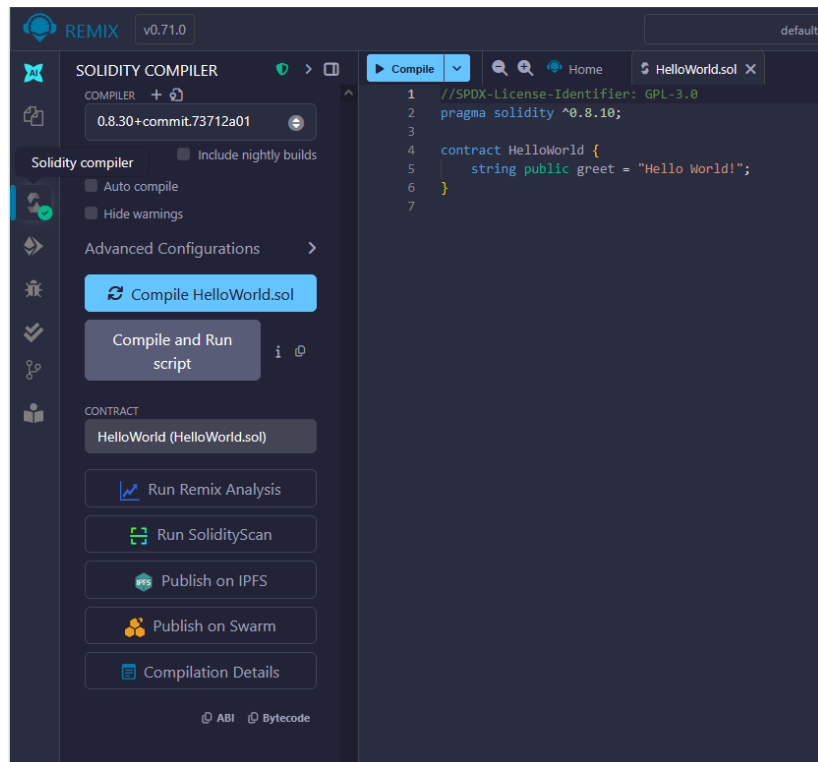 REMIX v0.71.0 default
SOLIDITY COMPILER
COMPILER
0.8.30+commit.73712a01
Include nightly builds
Solidity compiler
Auto compile
Hide warnings
Advanced Configurations
Compile HelloWorld.sol
Compile and Run
script
i
CONTRACT
HelloWorld (HelloWorld.sol)
Run Remix Analysis
Run SolidityScan
IPFS Publish on IPFS
Publish on Swarm
Compilation Details
ABI Bytecode
AI
Compile Home HelloWorld.sol
1 //SPDX-License-Identifier: GPL-3.0
2 pragma solidity ^0.8.10;
3
4 contract HelloWorld {
5 string public greet = "Hello World!";
6 }
7